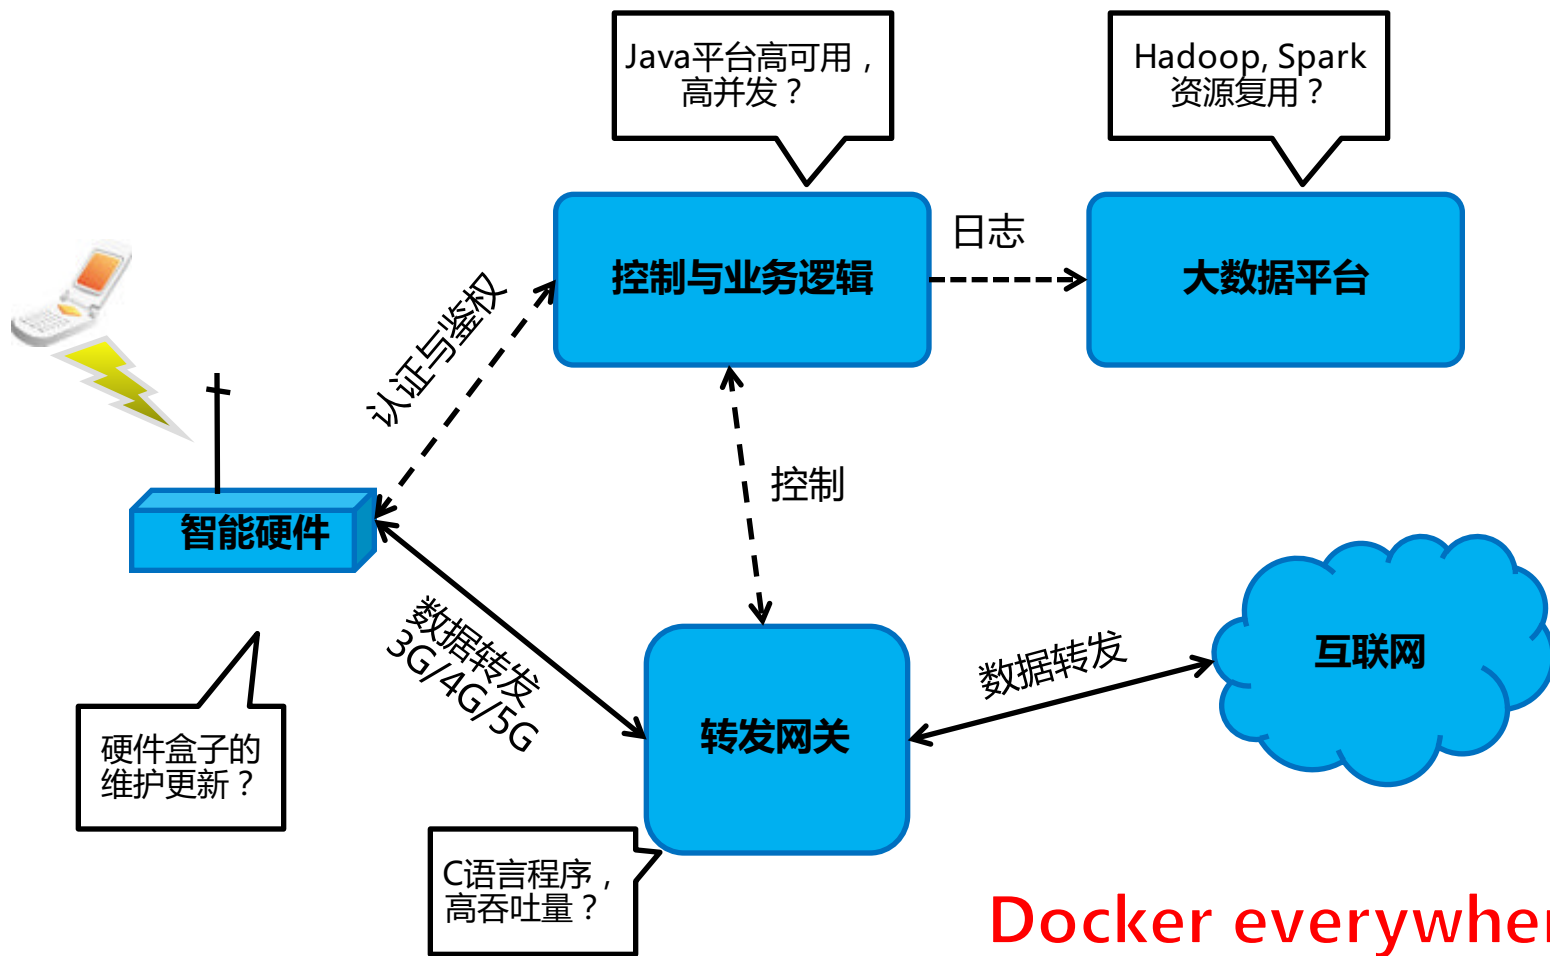 Java平台高可用，
高并发？
Hadoop, Spark
资源复用？
控制与业务逻辑
日志
大数据平台
认证与鉴权
控制
智能硬件
数据转发
3G/4G/5G
硬件盒子的
维护更新？
转发网关
数据转发
互联网
C语言程序，
高吞吐量？
Docker everywher